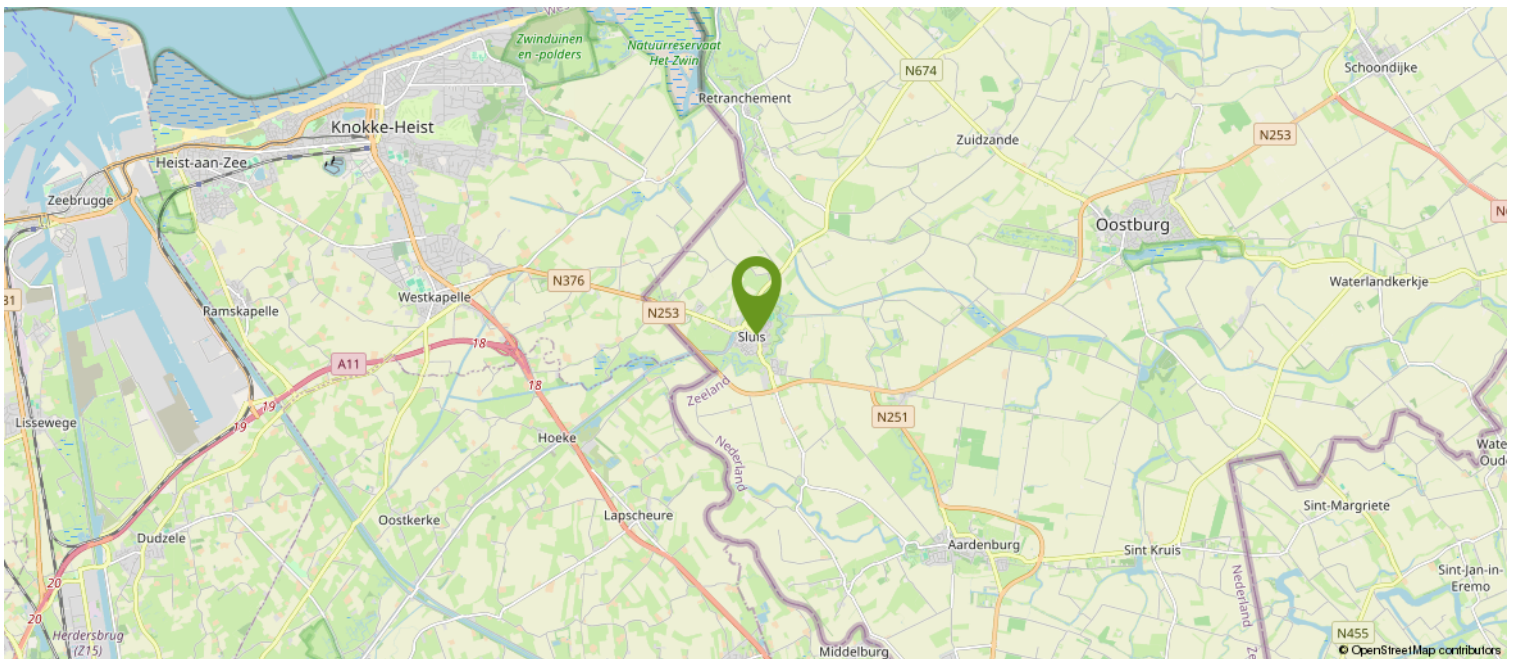 Zwinduinen
en -polders
Natuurreservaat
Het Zwin
N674
Schoondijke
Retranchement
Knokke-Heist
N253
Zuidzande
Heist-aan-Zee
Zeebrugge
Oostburg
N376
Waterlandkerkje
Westkapelle
Ramskapelle
N253
Sluis
18
A11
18
Zeeland
19
19
Lissewege
N251
Hoeke
Nederland
Sint-Margriete
Oostkerke
Lapscheure
Dudzele
Aardenburg
Sint Kruis
Sint-Jan-in-
Eremo
20
20
Nederland
Herdersbrug
(Z15)
N455
Middelburg
© OpenStreetMap contributors